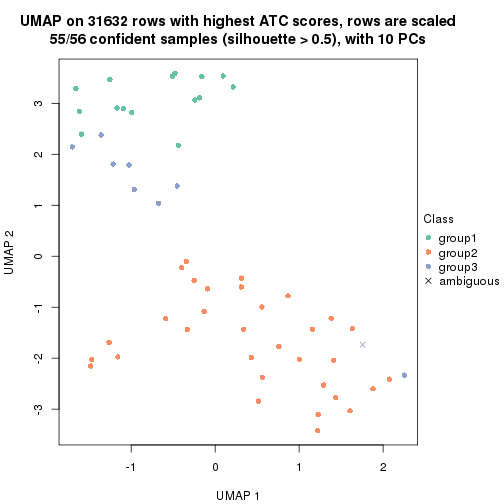 UMAP on 31632 rows with highest ATC scores, rows are scaled
55/56 confident samples (silhouette > 0.5), with 10 PCs
3
2
1
0
-1
-2
-3
UMAP 2
-1
0
1
2
UMAP 1
Class
group1
group2
group3
ambiguous